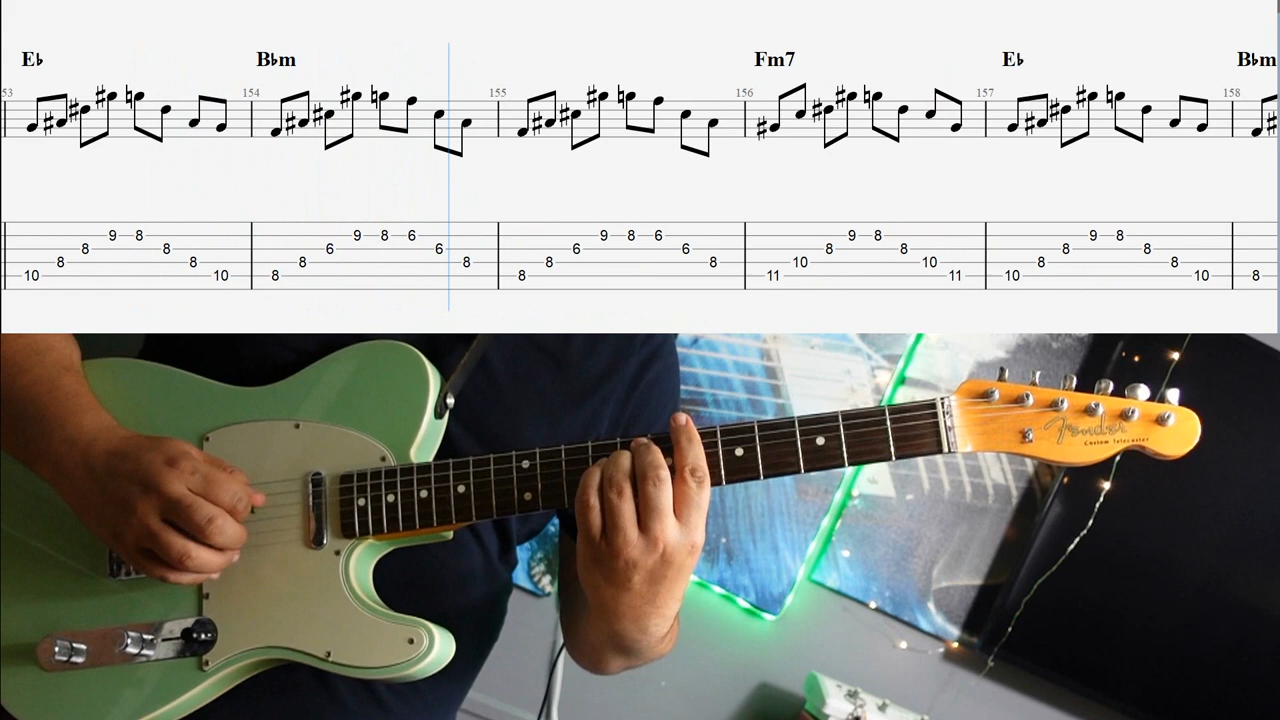 E♭ B♭m Fm7 E♭ B♭m
53 154 155 156 157 158
9 8 9 8 6 9 8 6 9 8 9 8
8 8 6 6 6 6 8 8 8 8
8 8 8 8 8 8 10 10 8 8
10 10 8 8 11 11 10 10 8
Fender
Custom Telecaster